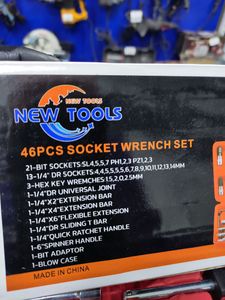 NEW TOOLS
NEW TOOLS
46PCS SOCKET WRENCH SET
21-BIT SOCKETS:SL4,5.5,7 PH1,2,3 PZ1,2,3
13-1/4" DR SOCKETS:4,4.5,5,5.5,6,7,8,9,10,11,12,13,14MM
3-HEX KEY WREMCHES 1.5,2,0.2.5MM
1-1/4"DR UNIVERSAL JOINT
1-1/4"X2"EXTENSION BAR
1-1/4"X4"EXTENSION BAR
1-1/4"X6"FLEXIBLE EXTENSION
1-1/4"DR SLIDING T BAR
1-1/4"QUICK RATCHET HANDLE
1-6"SPINNER HANDLE
1-BIT ADAPTOR
1-BLOW CASE
MADE IN CHINA